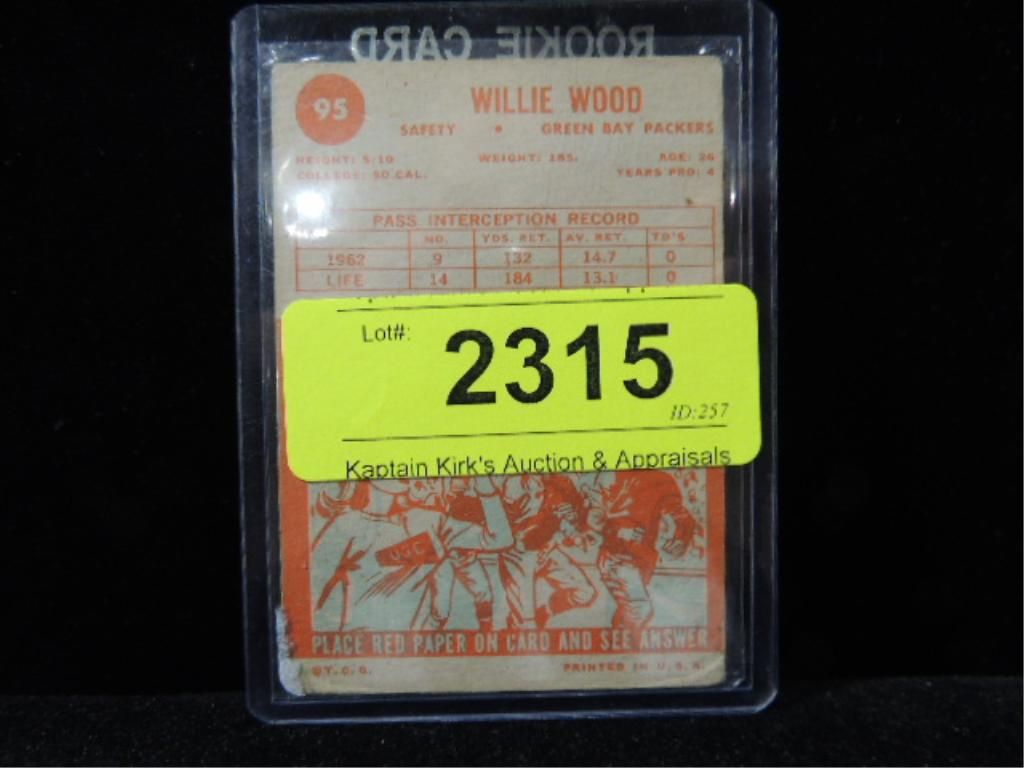 ROOKIE CARD
95
WILLIE WOOD
SAFETY • GREEN BAY PACKERS
HEIGHT: 5:10 WEIGHT: 185. AGE: 26
COLLEGE: SO.CAL. YEARS PRO: 4
PASS INTERCEPTION RECORD
NO. YDS. RET. AV. RET. TD'S
1962 9 132 14.7 0
LIFE 14 184 13.1 0
Lot#: 2315
ID:257
Kaptain Kirk's Auction & Appraisals
PLACE RED PAPER ON CARD AND SEE ANSWER
©T.C.G. PRINTED IN U.S.A.